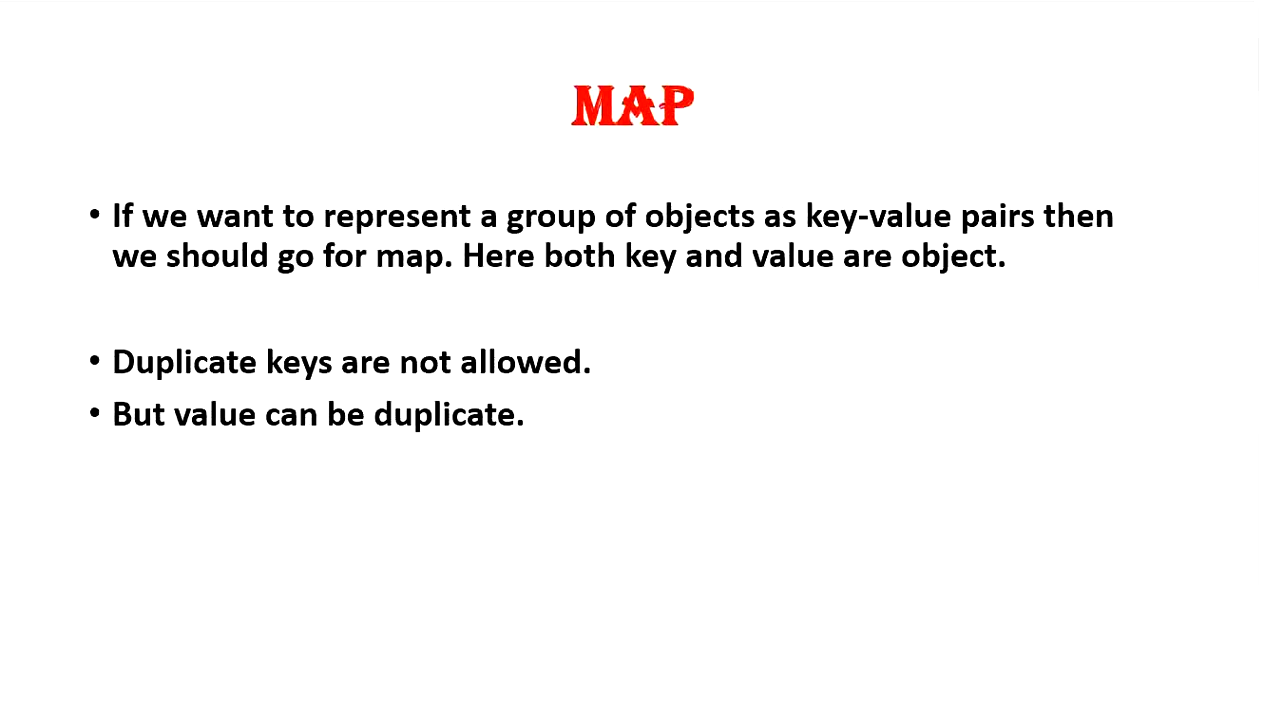 MAP
• If we want to represent a group of objects as key-value pairs then
we should go for map. Here both key and value are object.
• Duplicate keys are not allowed.
• But value can be duplicate.